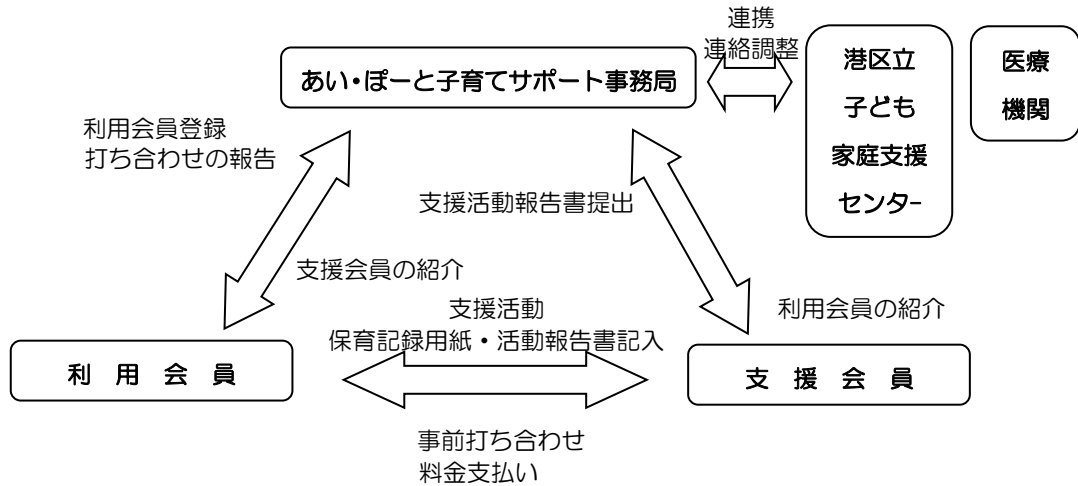 連携
連絡調整
あい・ぽーと子育てサポート事務局
港区立
子ども
家庭支援
センター
医療
機関
利用会員登録
打ち合わせの報告
支援活動報告書提出
支援会員の紹介
利用会員の紹介
支援活動
保育記録用紙・活動報告書記入
利 用 会 員
支 援 会 員
事前打ち合わせ
料金支払い